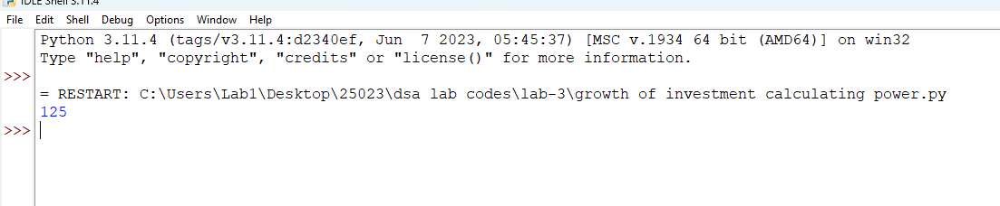 IDLE Shell 3.11.4
File Edit Shell Debug Options Window Help
Python 3.11.4 (tags/v3.11.4:d2340ef, Jun  7 2023, 05:45:37) [MSC v.1934 64 bit (AMD64)] on win32
Type "help", "copyright", "credits" or "license()" for more information.
>>>
= RESTART: C:\Users\Lab1\Desktop\25023\dsa lab codes\lab-3\growth of investment calculating power.py
125
>>>